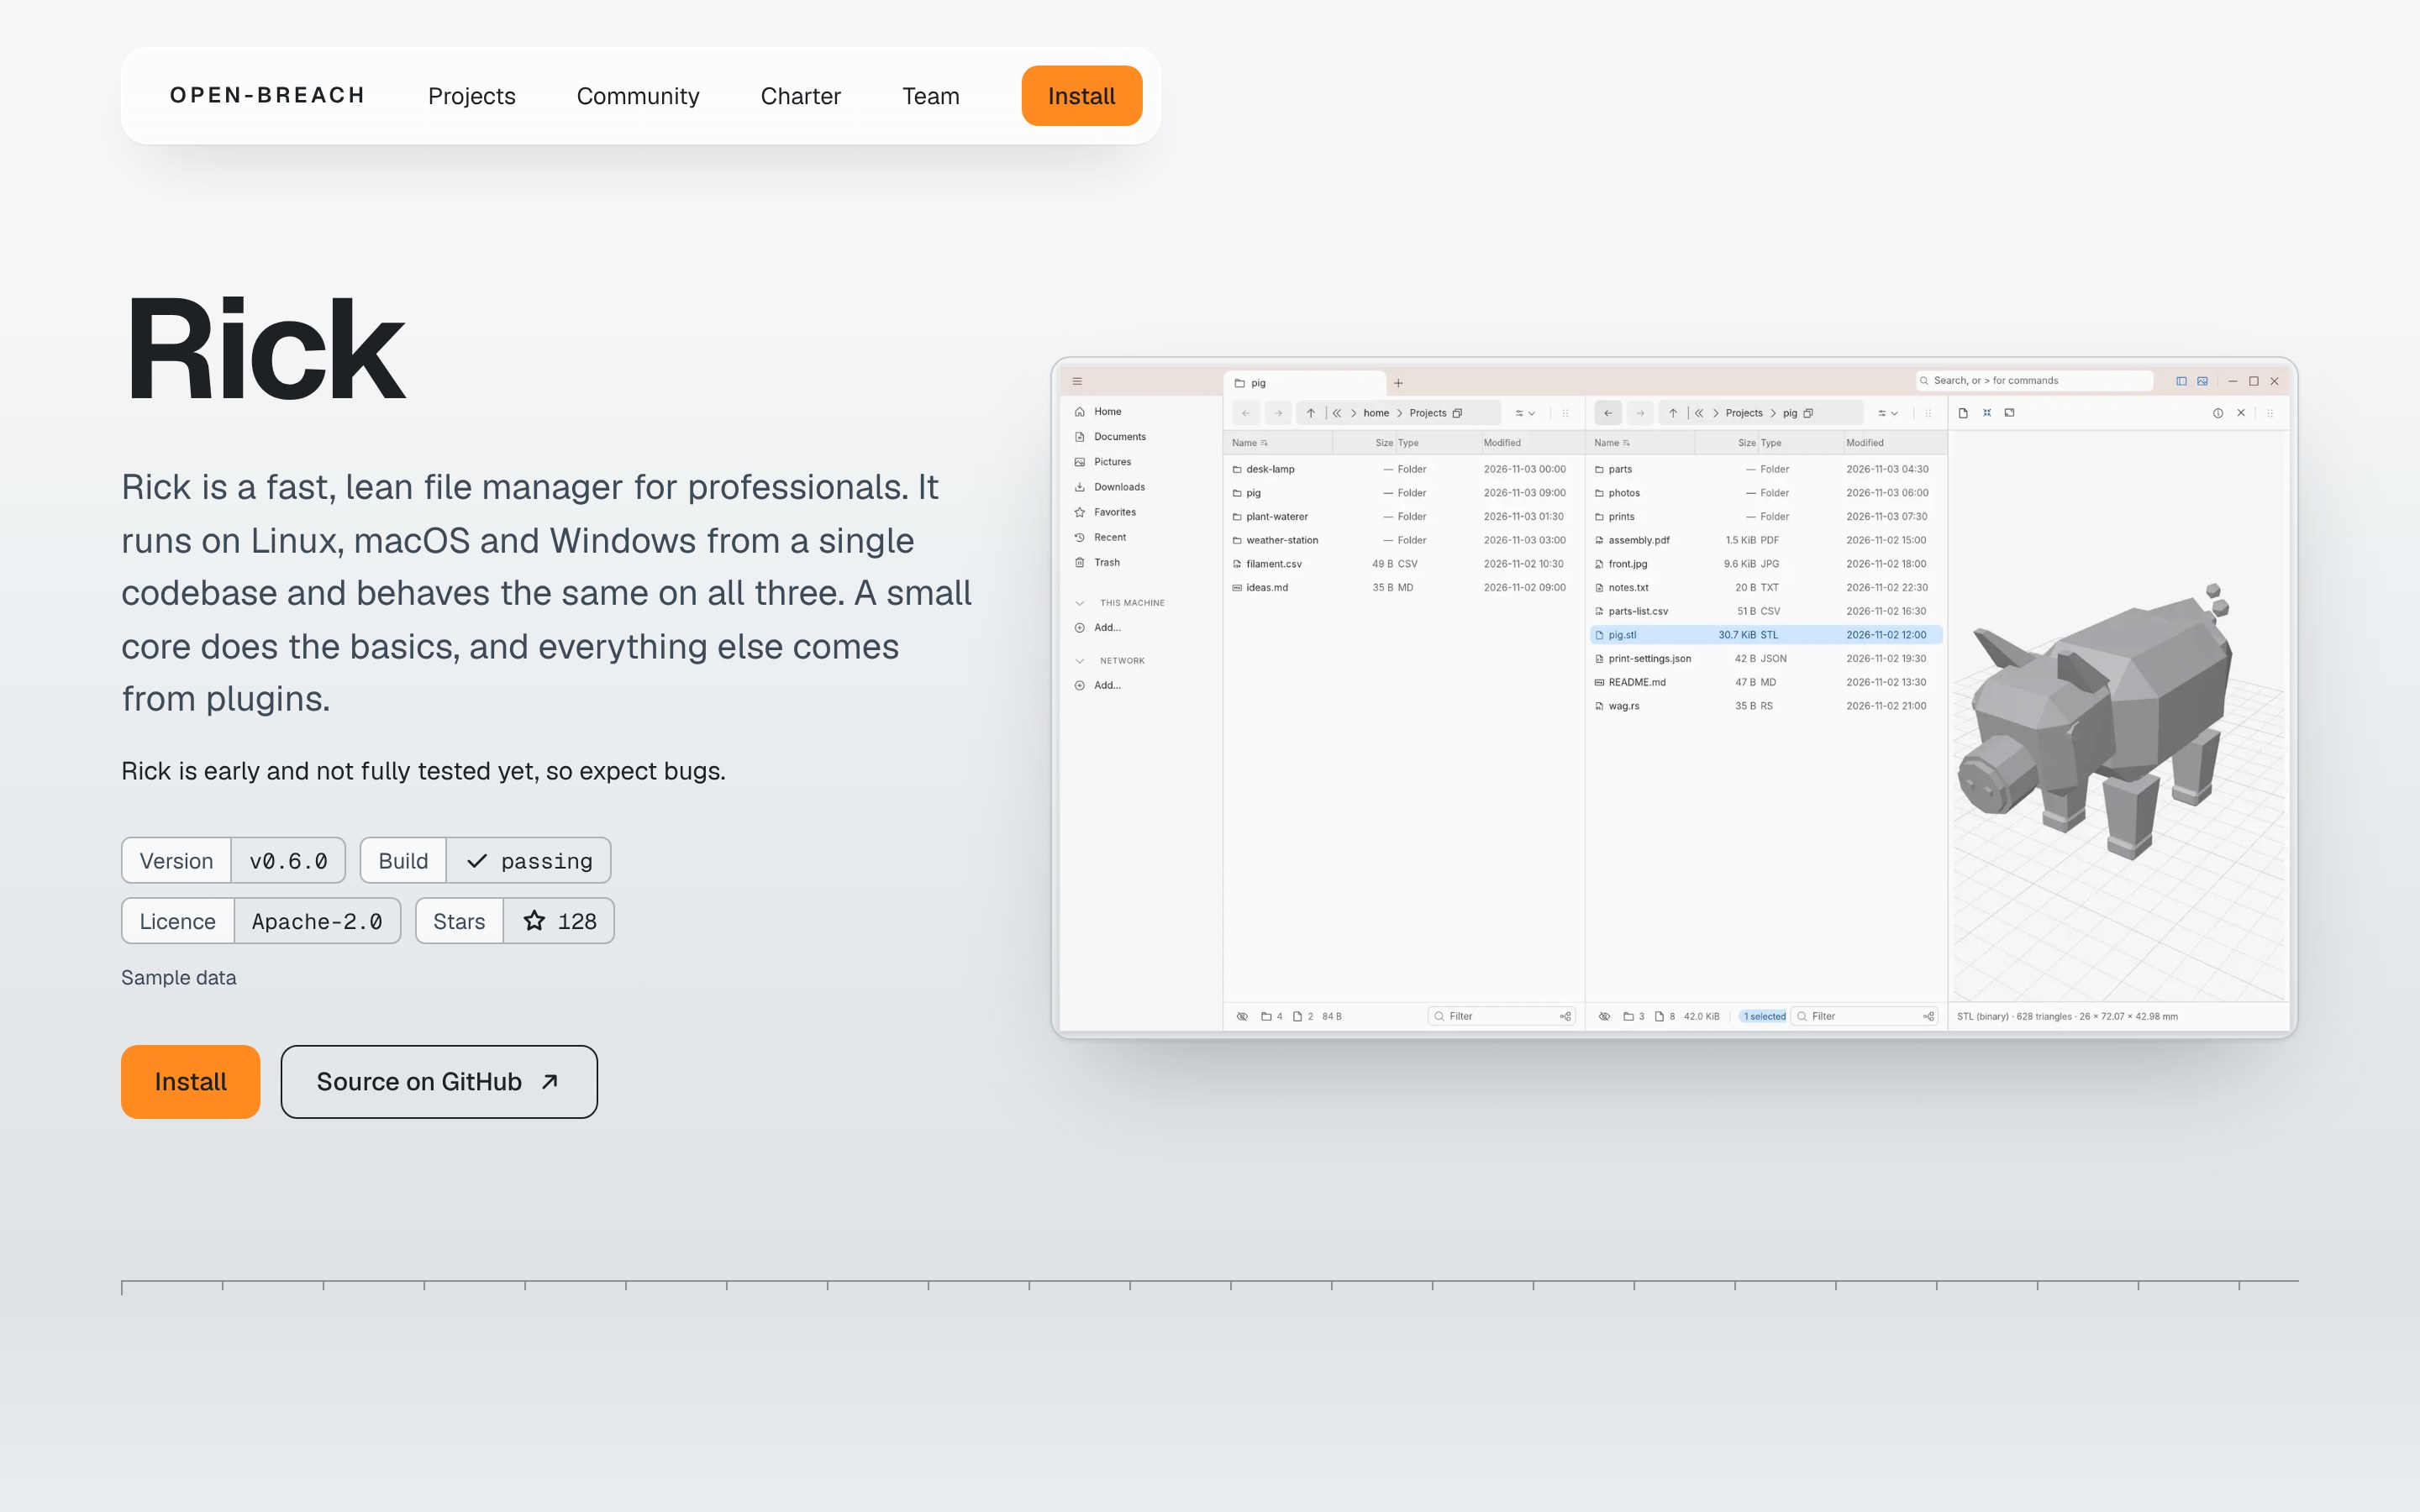 OPEN-BREACH Projects Community Charter Team Install
Rick
Rick is a fast, lean file manager for professionals. It
runs on Linux, macOS and Windows from a single
codebase and behaves the same on all three. A small
core does the basics, and everything else comes
from plugins.
Rick is early and not fully tested yet, so expect bugs.
Version v0.6.0 Build passing
Licence Apache-2.0 Stars 128
Sample data
Install Source on GitHub
pig Search, or > for commands
Home
Documents
Pictures
Downloads
Favorites
Recent
Trash
THIS MACHINE
Add...
NETWORK
Add...
home Projects
Name Size Type Modified
desk-lamp — Folder 2026-11-03 00:00
pig — Folder 2026-11-03 09:00
plant-waterer — Folder 2026-11-03 01:30
weather-station — Folder 2026-11-03 03:00
filament.csv 49 B CSV 2026-11-02 10:30
ideas.md 35 B MD 2026-11-02 09:00
4 2 84 B Filter
Projects pig
Name Size Type Modified
parts — Folder 2026-11-03 04:30
photos — Folder 2026-11-03 06:00
prints — Folder 2026-11-03 07:30
assembly.pdf 1.5 KiB PDF 2026-11-02 15:00
front.jpg 9.6 KiB JPG 2026-11-02 18:00
notes.txt 20 B TXT 2026-11-02 22:30
parts-list.csv 51 B CSV 2026-11-02 16:30
pig.stl 30.7 KiB STL 2026-11-02 12:00
print-settings.json 42 B JSON 2026-11-02 19:30
README.md 47 B MD 2026-11-02 13:30
wag.rs 35 B RS 2026-11-02 21:00
3 8 42.0 KiB 1 selected Filter
STL (binary) · 628 triangles · 26 × 72.07 × 42.98 mm